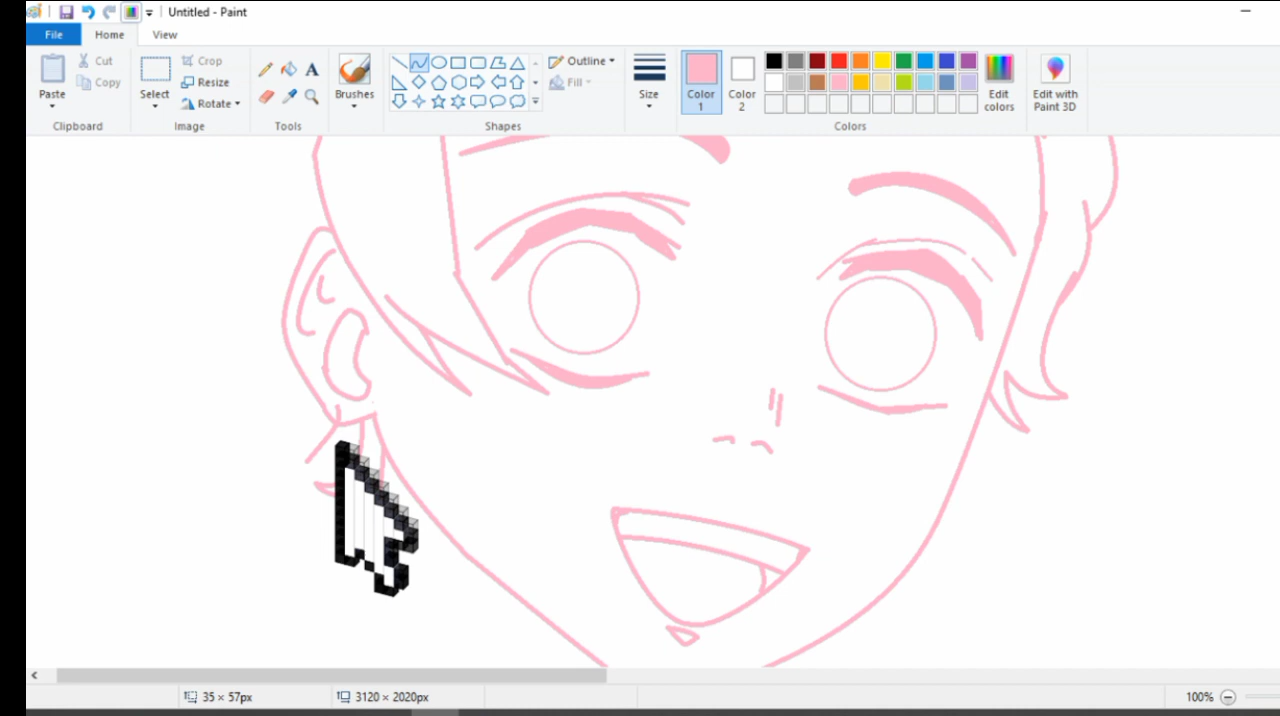 Untitled - Paint
File Home View
Paste
Cut
Copy
Clipboard
Select
Crop
Resize
Rotate
Image
Tools
Brushes
Shapes
Outline
Fill
Size
Color
1
Color
2
Edit
colors
Colors
Edit with
Paint 3D
35 × 57px
3120 × 2020px
100%